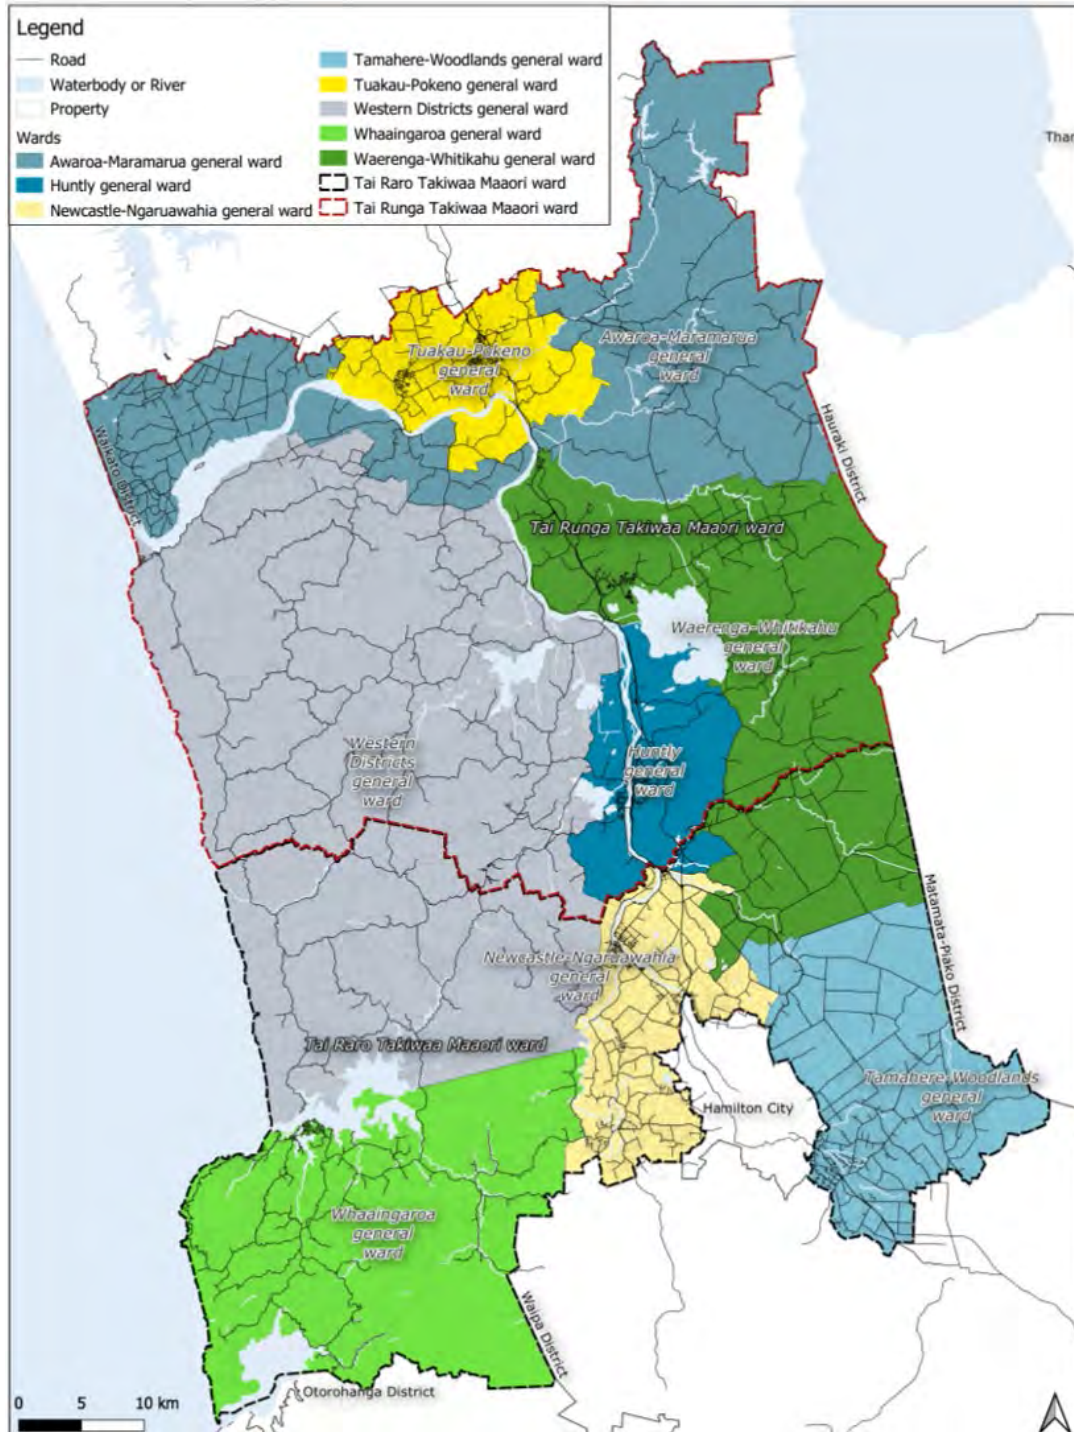 Legend
Road
Waterbody or River
Property
Wards
Awaroa-Maramarua general ward
Huntly general ward
Newcastle-Ngaruawahia general ward
Tamahere-Woodlands general ward
Tuakau-Pokeno general ward
Western Districts general ward
Whaaingaroa general ward
Waerenga-Whitikahu general ward
Tai Raro Takiwaa Maaori ward
Tai Runga Takiwaa Maaori ward
Than
Tuakau-Pokeno
general
ward
Awaroa-Maramarua
general
ward
Waikato District
Hauraki District
Tai Runga Takiwaa Maaori ward
Waerenga-Whitikahu
general
ward
Western
Districts
general
ward
Huntly
general
ward
Matamata-Piako District
Newcastle-Ngaruawahia
general
ward
Tai Raro Takiwaa Maaori ward
Tamahere-Woodlands
general
ward
Hamilton City
Whaaingaroa
general
ward
Waipa District
Otorohanga District
0 5 10 km